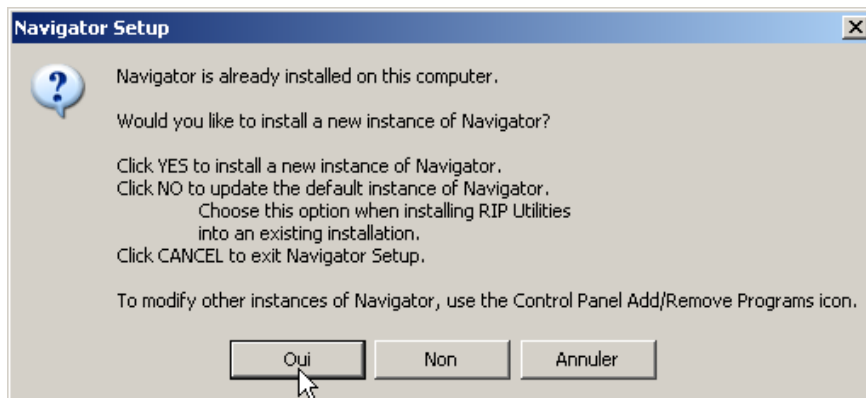 Navigator Setup
Navigator is already installed on this computer.
Would you like to install a new instance of Navigator?
Click YES to install a new instance of Navigator.
Click NO to update the default instance of Navigator.
Choose this option when installing RIP Utilities
into an existing installation.
Click CANCEL to exit Navigator Setup.
To modify other instances of Navigator, use the Control Panel Add/Remove Programs icon.
Oui Non Annuler